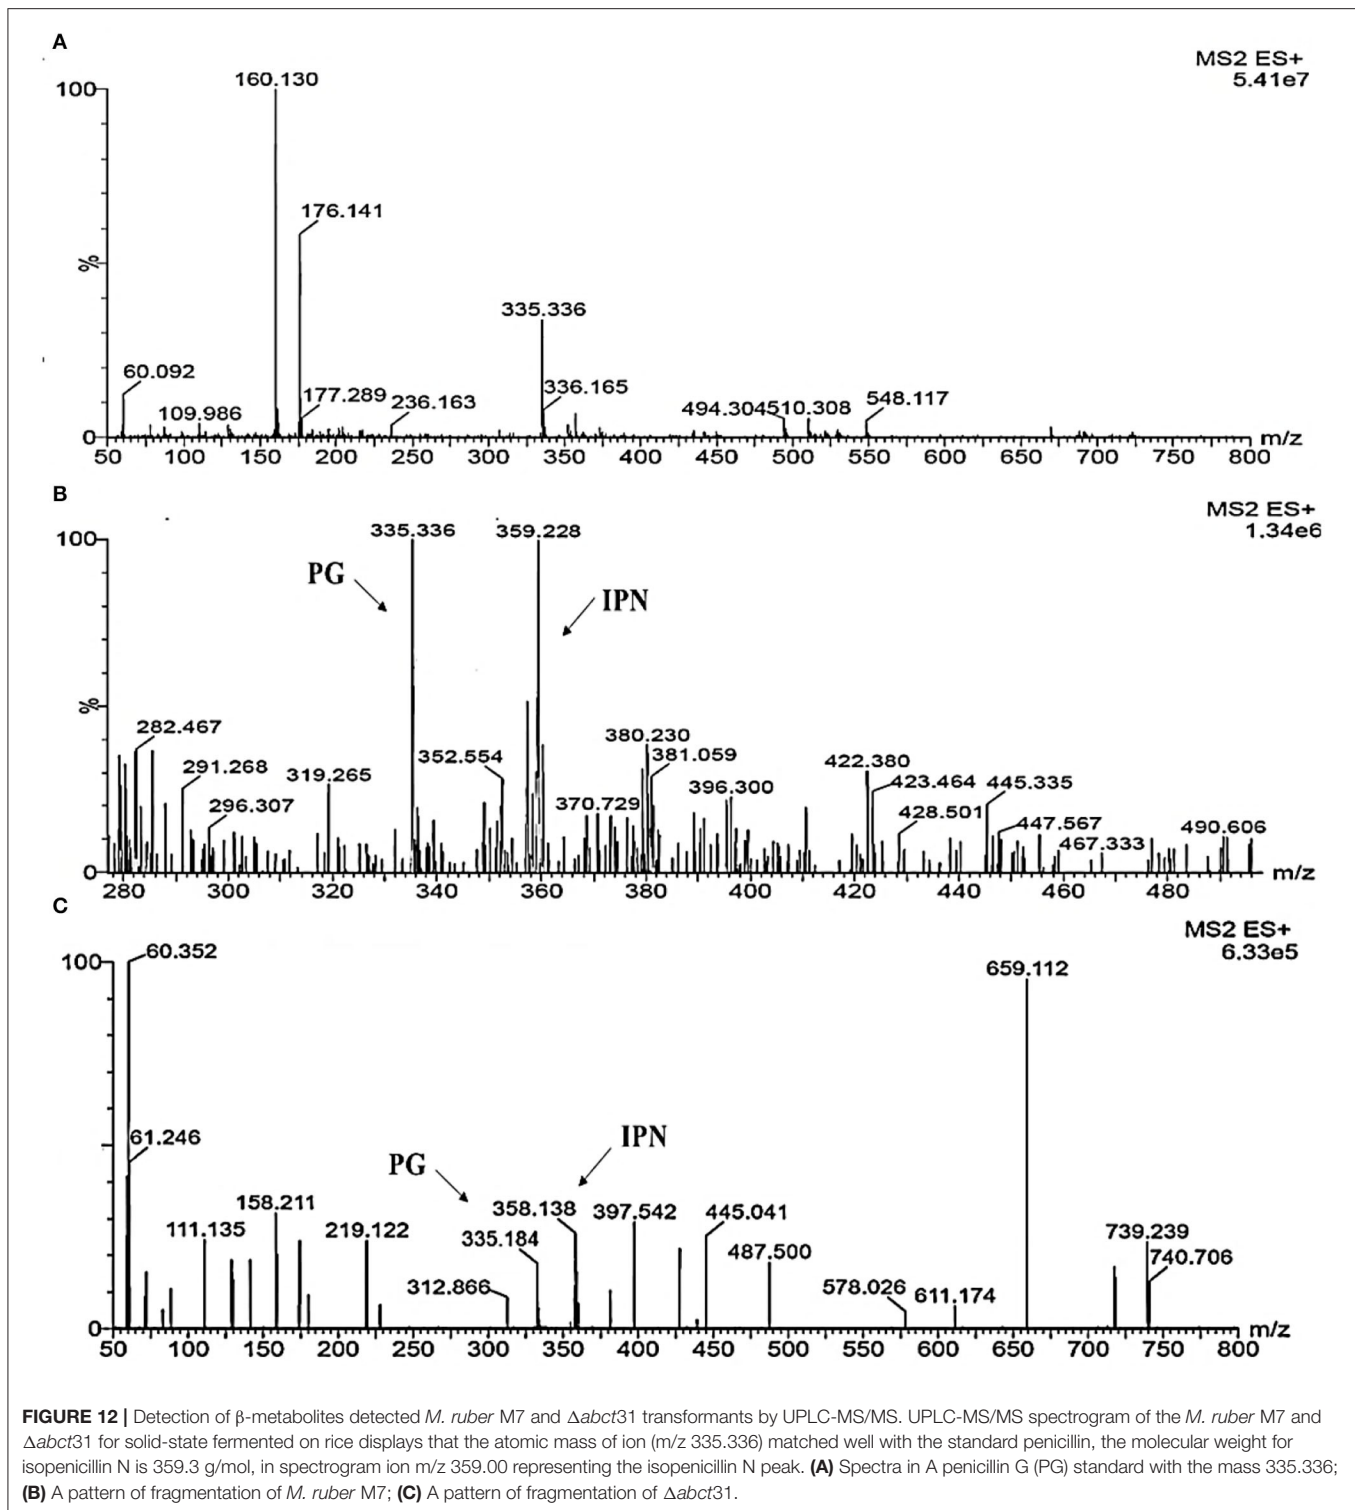 A
MS2 ES+
5.41e7
160.130
100
176.141
%
335.336
60.092
336.165
177.289
109.986
236.163
494.304510.308
548.117
0
50 100 150 200 250 300 350 400 450 500 550 600 650 700 750 800 m/z
B
MS2 ES+
1.34e6
335.336 359.228
100
PG
IPN
%
282.467
380.230
352.554
381.059
422.380
291.268
319.265
396.300
423.464
445.335
296.307
370.729
428.501
447.567
467.333
490.606
0
280 300 320 340 360 380 400 420 440 460 480 m/z
C
MS2 ES+
6.33e5
60.352
100
659.112
61.246
IPN
PG
158.211
358.138
397.542
445.041
111.135
219.122
335.184
739.239
487.500
740.706
312.866
578.026
611.174
0
50 100 150 200 250 300 350 400 450 500 550 600 650 700 750 800 m/z
FIGURE 12 | Detection of β-metabolites detected M. ruber M7 and Δabct31 transformants by UPLC-MS/MS. UPLC-MS/MS spectrogram of the M. ruber M7 and
Δabct31 for solid-state fermented on rice displays that the atomic mass of ion (m/z 335.336) matched well with the standard penicillin, the molecular weight for
isopenicillin N is 359.3 g/mol, in spectrogram ion m/z 359.00 representing the isopenicillin N peak. (A) Spectra in A penicillin G (PG) standard with the mass 335.336;
(B) A pattern of fragmentation of M. ruber M7; (C) A pattern of fragmentation of Δabct31.